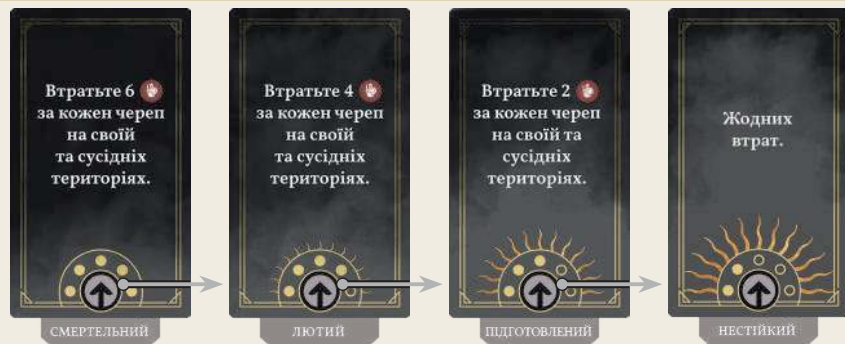 Втратьте 6
за кожен череп
на своїй
та сусідніх
територіях.
СМЕРТЕЛЬНИЙ
Втратьте 4
за кожен череп
на своїй
та сусідніх
територіях.
ЛЮТИЙ
Втратьте 2
за кожен череп
на своїй та
сусідніх
територіях.
ПІДГОТОВЛЕНИЙ
Жодних
втрат.
НЕСТІЙКИЙ